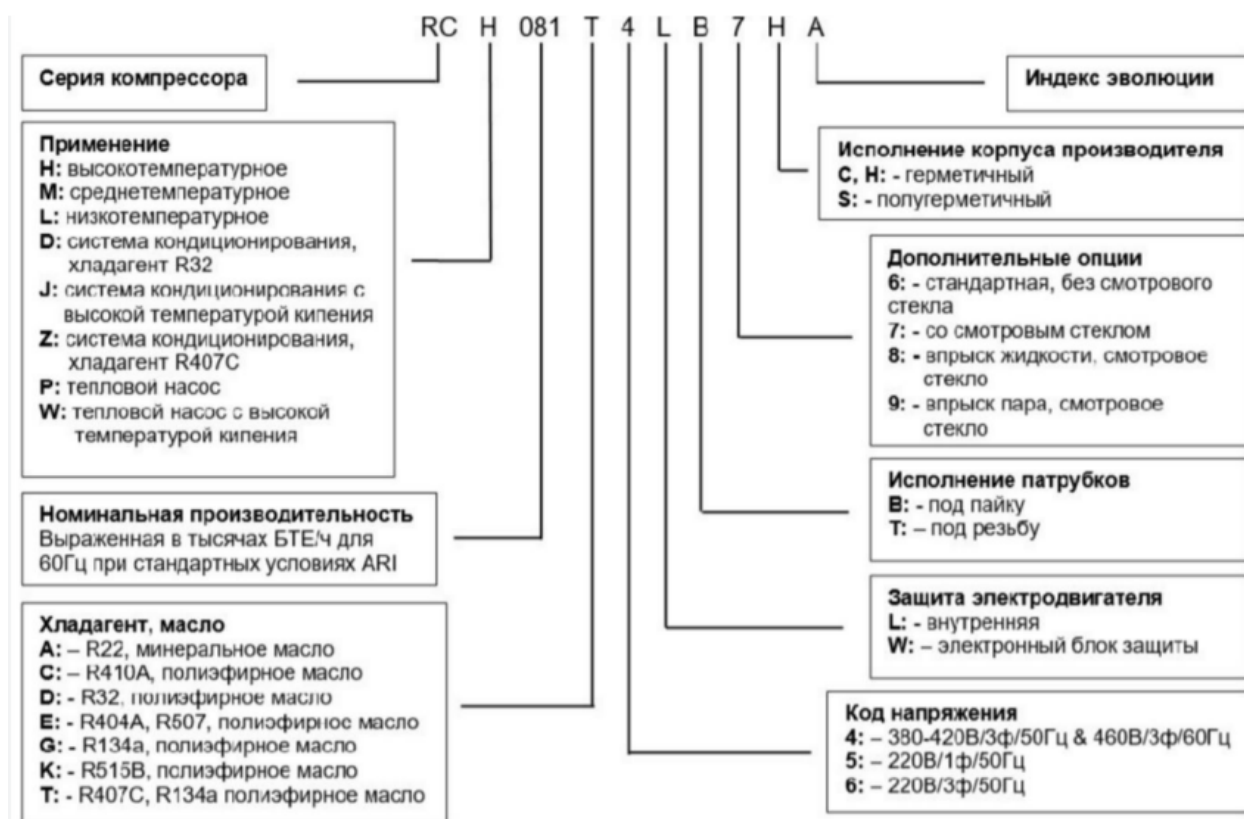 RC H 081 T 4 L B 7 H A
Серия компрессора
Применение
H: высокотемпературное
M: среднетемпературное
L: низкотемпературное
D: система кондиционирования,
хладагент R32
J: система кондиционирования с
высокой температурой кипения
Z: система кондиционирования,
хладагент R407C
P: тепловой насос
W: тепловой насос с высокой
температурой кипения
Номинальная производительность
Выраженная в тысячах БТЕ/ч для
60Гц при стандартных условиях ARI
Хладагент, масло
A: – R22, минеральное масло
C: – R410A, полиэфирное масло
D: - R32, полиэфирное масло
E: - R404A, R507, полиэфирное масло
G: - R134a, полиэфирное масло
K: - R515B, полиэфирное масло
T: - R407C, R134a полиэфирное масло
Индекс эволюции
Исполнение корпуса производителя
C, H: - герметичный
S: - полугерметичный
Дополнительные опции
6: - стандартная, без смотрового
стекла
7: - со смотровым стеклом
8: - впрыск жидкости, смотровое
стекло
9: - впрыск пара, смотровое
стекло
Исполнение патрубков
B: - под пайку
T: – под резьбу
Защита электродвигателя
L: - внутренняя
W: – электронный блок защиты
Код напряжения
4: – 380-420В/3ф/50Гц & 460В/3ф/60Гц
5: – 220В/1ф/50Гц
6: – 220В/3ф/50Гц